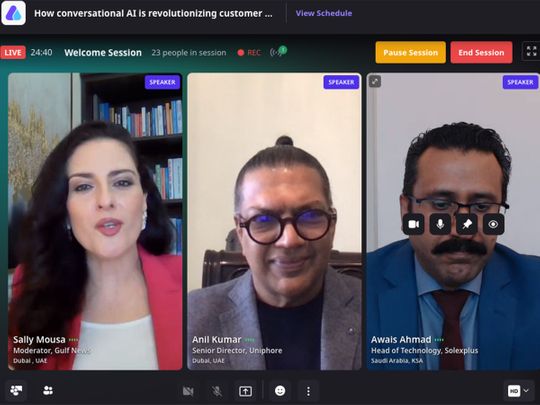 How conversational AI is revolutionizing customer ...
View Schedule
LIVE
24:40
Welcome Session
23 people in session
REC
1
Pause Session
End Session
SPEAKER
SPEAKER
SPEAKER
Sally Mousa
Moderator, Gulf News
Dubai , UAE
Anil Kumar
Senior Director, Uniphore
Dubai, UAE
Awais Ahmad
Head of Technology, Solexplus
Saudi Arabia, KSA
HD